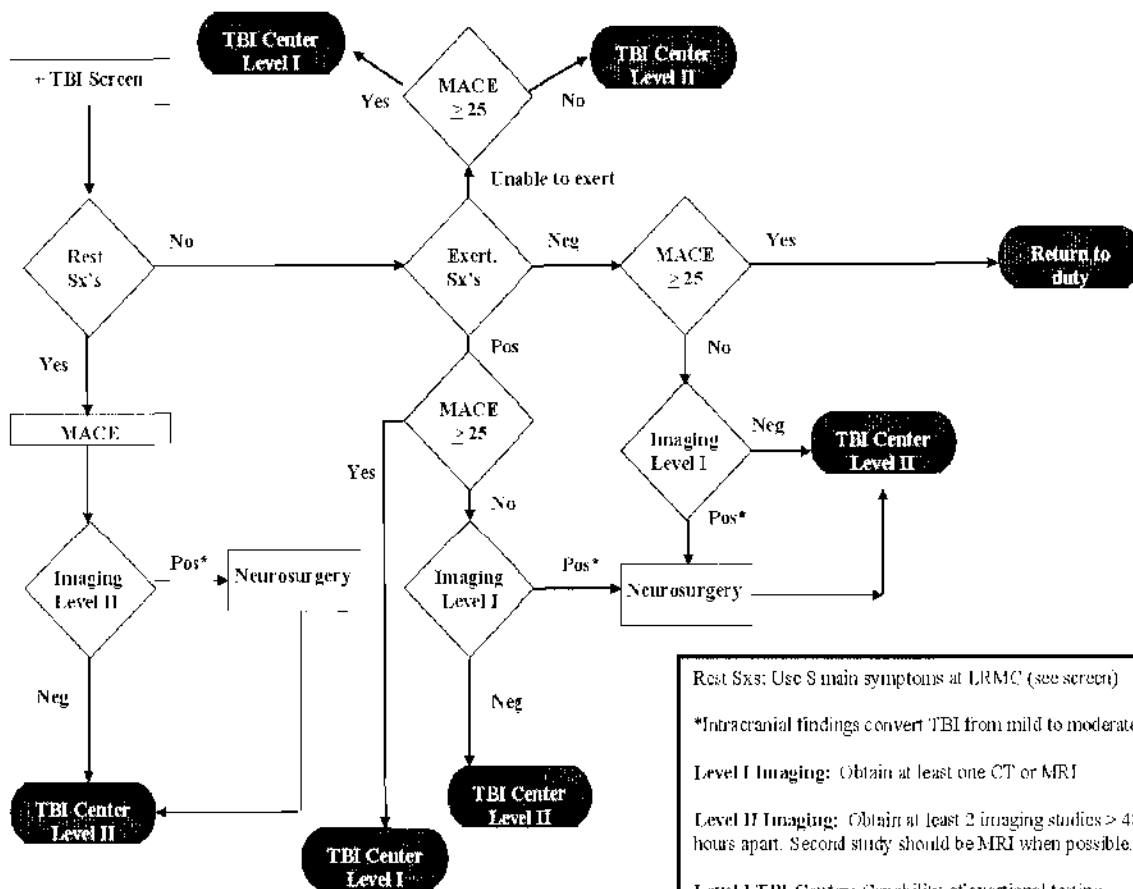 TBI Center
Level I
TBI Center
Level II
+ TBI Screen
MACE
≥ 25
Yes
No
Unable to exert
Rest
Sx's
No
Exert.
Sx's
Neg
MACE
≥ 25
Yes
Return to
duty
Yes
Pos
No
MACE
MACE
≥ 25
Imaging
Level I
Neg
TBI Center
Level II
Yes
No
Pos*
Imaging
Level II
Pos*
Neurosurgery
Imaging
Level I
Pos*
Neurosurgery
Neg
Neg
TBI Center
Level II
TBI Center
Level II
TBI Center
Level I
Rest Sxs: Use 8 main symptoms at LRMC (see screen)
*Intracranial findings convert TBI from mild to moderate
Level I Imaging: Obtain at least one CT or MRI
Level II Imaging: Obtain at least 2 imaging studies >
hours apart. Second study should be MRI when possible.